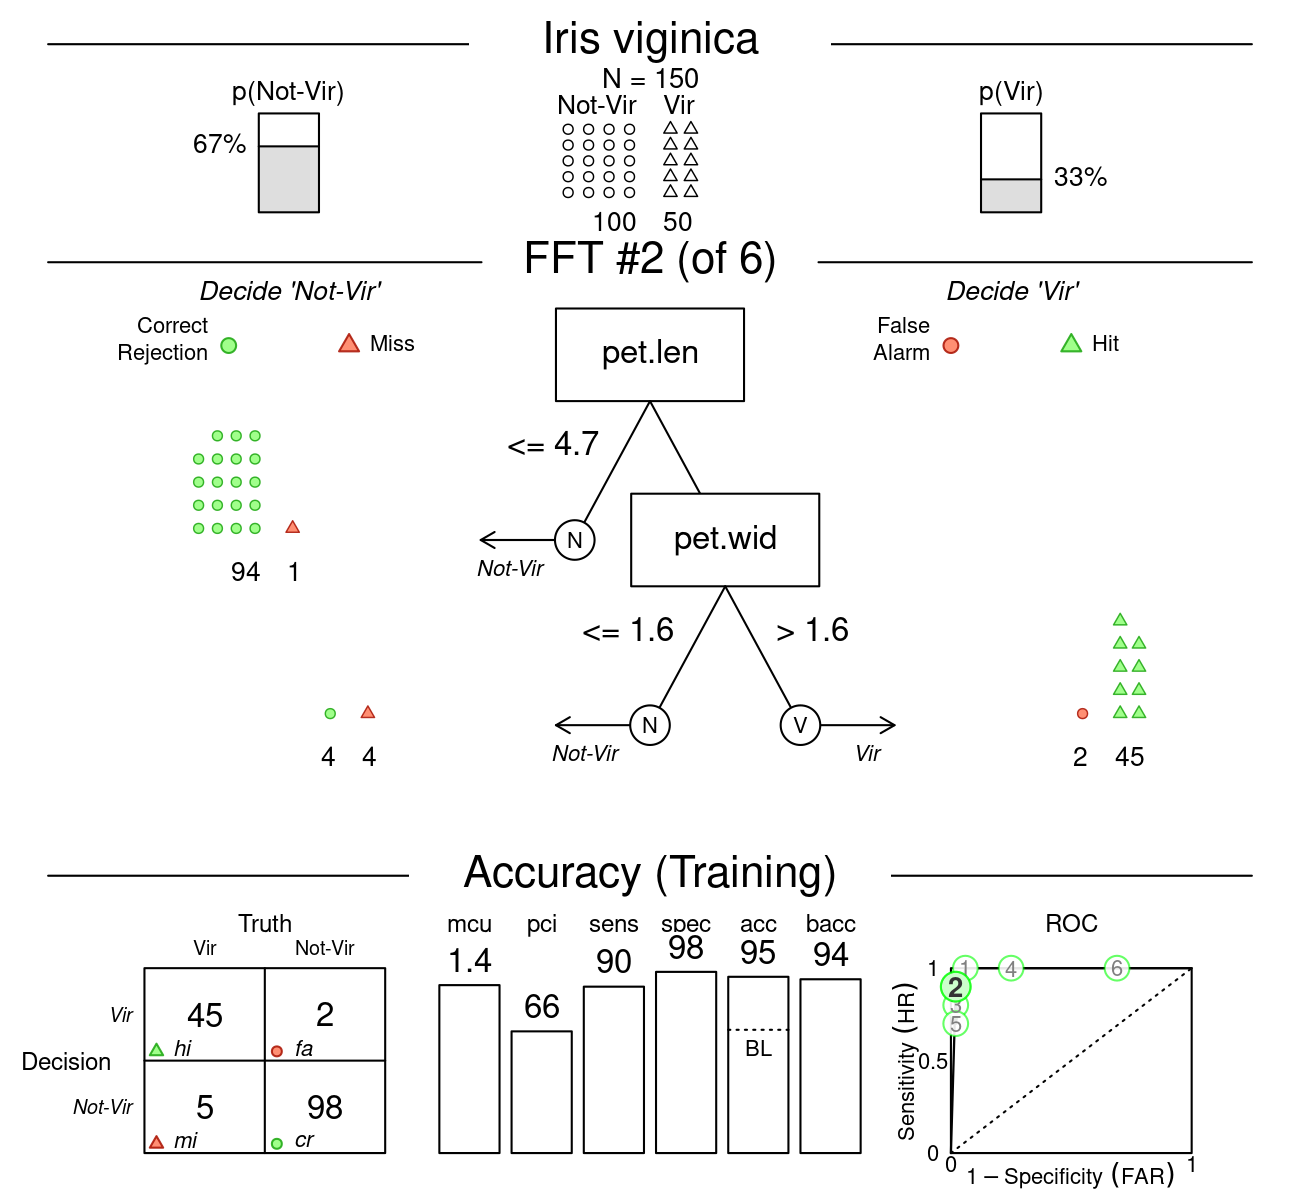 Iris viginica
N = 150
p(Not-Vir)
Not-Vir Vir
p(Vir)
67%
33%
100 50
FFT #2 (of 6)
Decide 'Not-Vir'
Decide 'Vir'
Correct
Rejection
Miss
False
Alarm
Hit
pet.len
<= 4.7
N
Not-Vir
94 1
pet.wid
<= 1.6
> 1.6
N
V
Not-Vir
Vir
4 4
2 45
Accuracy (Training)
Truth
Vir Not-Vir
Decision
Vir
45
hi
2
fa
Not-Vir
5
mi
98
cr
mcu pci sens spec acc bacc
1.4 66 90 98 95 94
BL
ROC
1
0.5
0
Sensitivity (HR)
1 4 6
2
3
5
0 1
1 – Specificity (FAR)